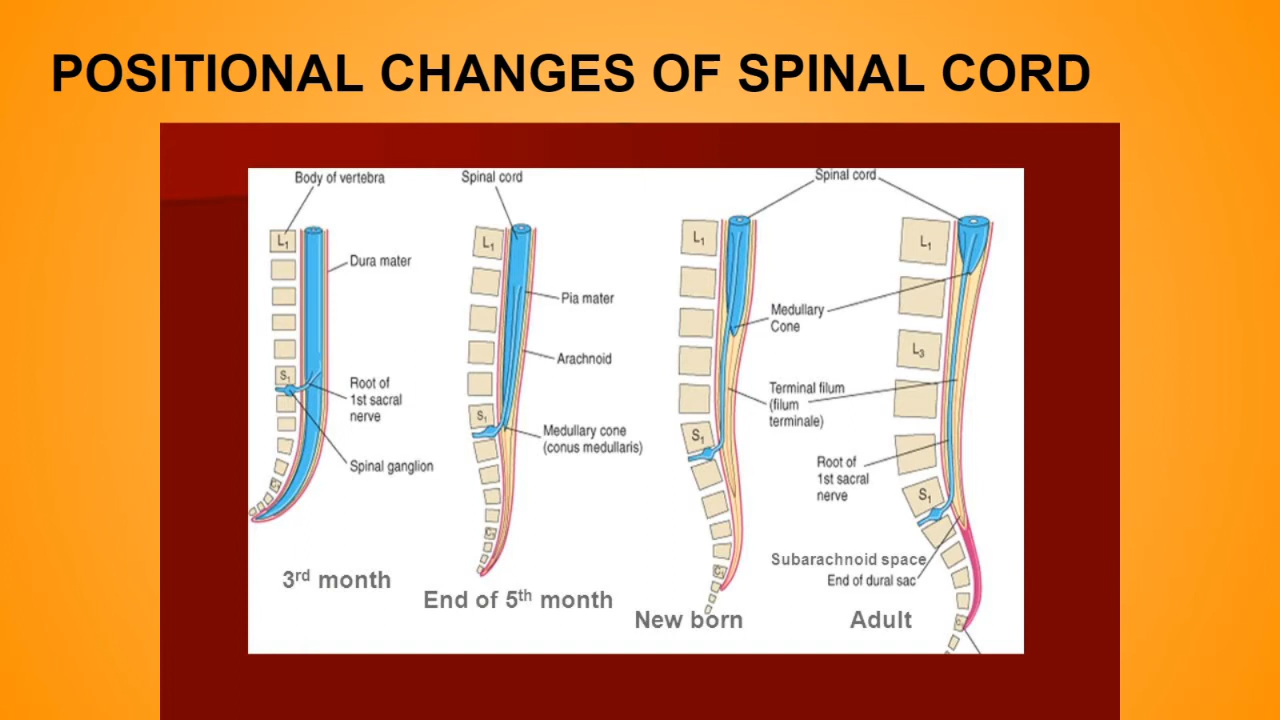 POSITIONAL CHANGES OF SPINAL CORD
Body of vertebra
Spinal cord
Spinal cord
L1
L1
L1
L1
Dura mater
Pia mater
Medullary
Cone
Arachnoid
L3
S1
Root of
1st sacral
nerve
Terminal filum
(filum
terminale)
S1
Medullary cone
(conus medullaris)
S1
Spinal ganglion
Root of
1st sacral
nerve
S1
Subarachnoid space
End of dural sac
3rd month
End of 5th month
New born
Adult